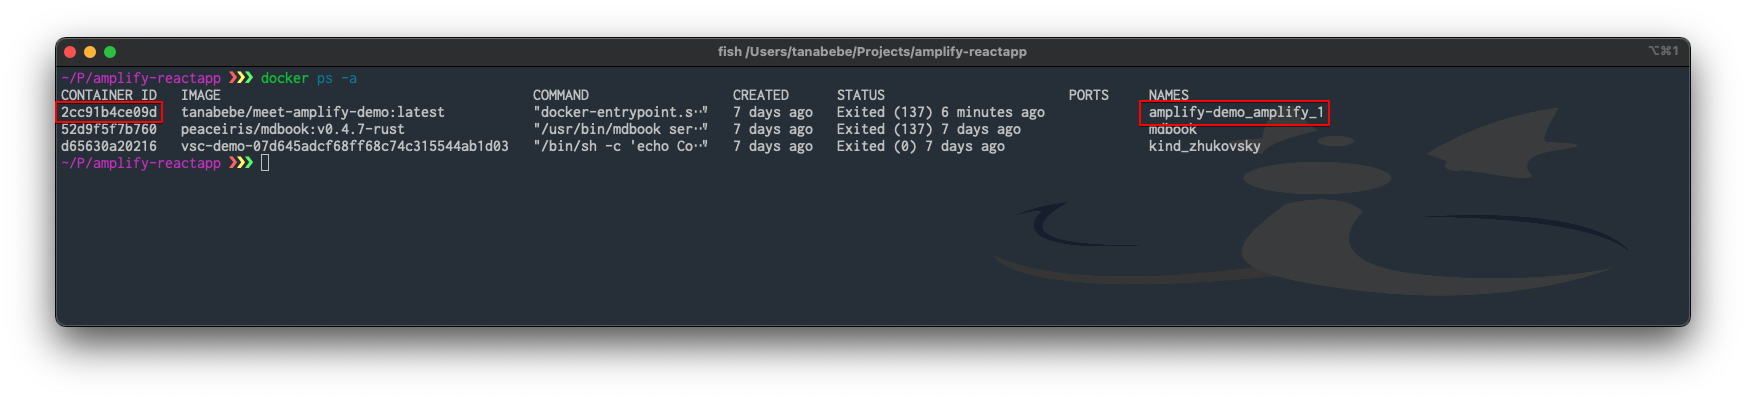 fish /Users/tanabebe/Projects/amplify-reactapp
⌥⌘1
~/P/amplify-reactapp ❯❯❯ docker ps -a
CONTAINER ID   IMAGE                                          COMMAND                  CREATED      STATUS                       PORTS     NAMES
2cc91b4ce09d   tanabebe/meet-amplify-demo:latest              "docker-entrypoint.s…"   7 days ago   Exited (137) 6 minutes ago             amplify-demo_amplify_1
52d9f5f7b760   peaceiris/mdbook:v0.4.7-rust                   "/usr/bin/mdbook ser…"   7 days ago   Exited (137) 7 days ago                mdbook
d65630a20216   vsc-demo-07d645adcf68ff68c74c315544ab1d03      "/bin/sh -c 'echo Co…"   7 days ago   Exited (0) 7 days ago                  kind_zhukovsky
~/P/amplify-reactapp ❯❯❯